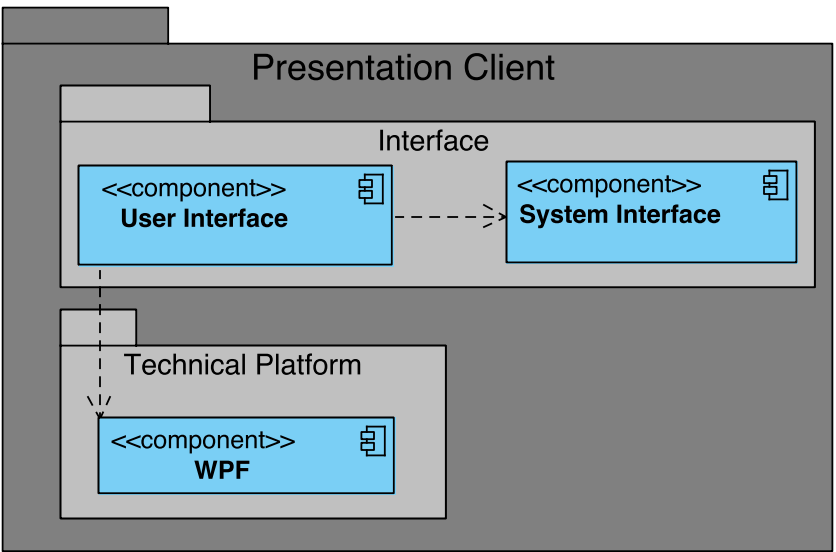 Presentation Client
Interface
<<component>>
User Interface
<<component>>
System Interface
Technical Platform
<<component>>
WPF